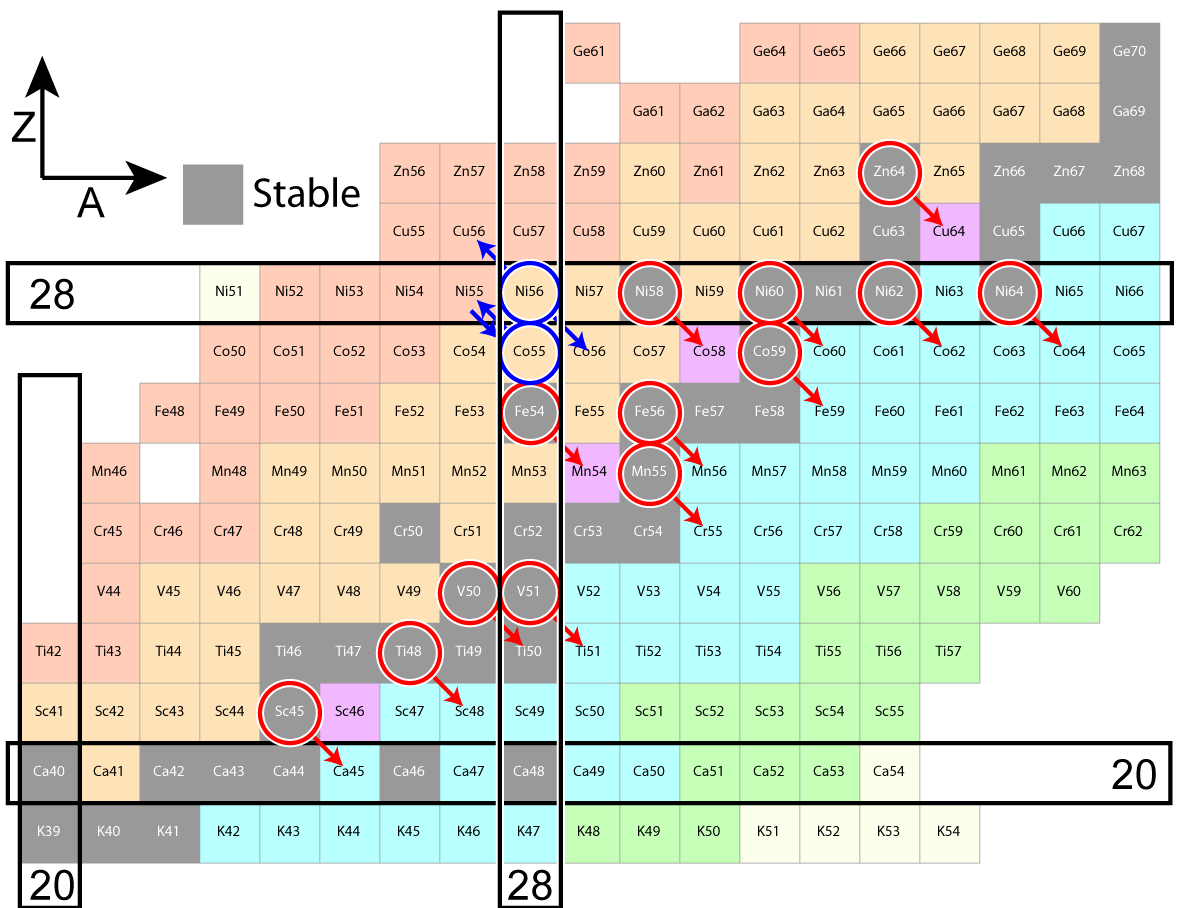 Ge61 Ge64 Ge65 Ge66 Ge67 Ge68 Ge69 Ge70
Z
Ga61 Ga62 Ga63 Ga64 Ga65 Ga66 Ga67 Ga68 Ga69
A
Stable
Zn56 Zn57 Zn58 Zn59 Zn60 Zn61 Zn62 Zn63 Zn64 Zn65 Zn66 Zn67 Zn68
Cu55 Cu56 Cu57 Cu58 Cu59 Cu60 Cu61 Cu62 Cu63 Cu64 Cu65 Cu66 Cu67
28 Ni51 Ni52 Ni53 Ni54 Ni55 Ni56 Ni57 Ni58 Ni59 Ni60 Ni61 Ni62 Ni63 Ni64 Ni65 Ni66
Co50 Co51 Co52 Co53 Co54 Co55 Co56 Co57 Co58 Co59 Co60 Co61 Co62 Co63 Co64 Co65
Fe48 Fe49 Fe50 Fe51 Fe52 Fe53 Fe54 Fe55 Fe56 Fe57 Fe58 Fe59 Fe60 Fe61 Fe62 Fe63 Fe64
Mn46 Mn48 Mn49 Mn50 Mn51 Mn52 Mn53 Mn54 Mn55 Mn56 Mn57 Mn58 Mn59 Mn60 Mn61 Mn62 Mn63
Cr45 Cr46 Cr47 Cr48 Cr49 Cr50 Cr51 Cr52 Cr53 Cr54 Cr55 Cr56 Cr57 Cr58 Cr59 Cr60 Cr61 Cr62
V44 V45 V46 V47 V48 V49 V50 V51 V52 V53 V54 V55 V56 V57 V58 V59 V60
Ti42 Ti43 Ti44 Ti45 Ti46 Ti47 Ti48 Ti49 Ti50 Ti51 Ti52 Ti53 Ti54 Ti55 Ti56 Ti57
Sc41 Sc42 Sc43 Sc44 Sc45 Sc46 Sc47 Sc48 Sc49 Sc50 Sc51 Sc52 Sc53 Sc54 Sc55
Ca40 Ca41 Ca42 Ca43 Ca44 Ca45 Ca46 Ca47 Ca48 Ca49 Ca50 Ca51 Ca52 Ca53 Ca54 20
K39 K40 K41 K42 K43 K44 K45 K46 K47 K48 K49 K50 K51 K52 K53 K54
20 28